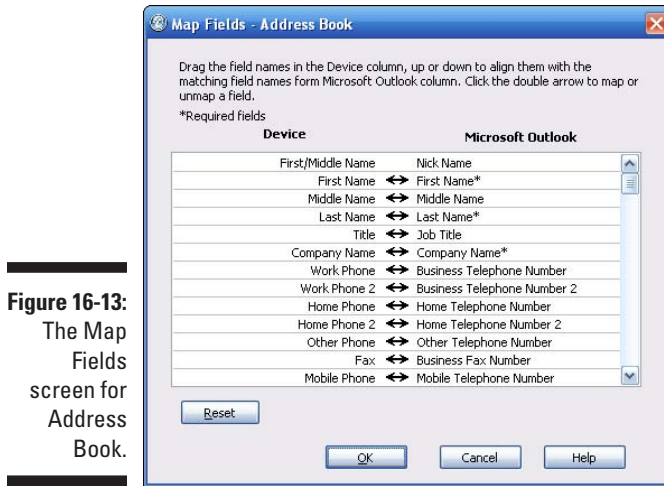 Map Fields - Address Book
Drag the field names in the Device column, up or down to align them with the
matching field names form Microsoft Outlook column. Click the double arrow to map or
unmap a field.
*Required fields
Device Microsoft Outlook
First/Middle Name Nick Name
First Name ↔ First Name*
Middle Name ↔ Middle Name
Last Name ↔ Last Name*
Title ↔ Job Title
Company Name ↔ Company Name*
Work Phone ↔ Business Telephone Number
Work Phone 2 ↔ Business Telephone Number 2
Home Phone ↔ Home Telephone Number
Home Phone 2 ↔ Home Telephone Number 2
Other Phone ↔ Other Telephone Number
Fax ↔ Business Fax Number
Mobile Phone ↔ Mobile Telephone Number
Reset
OK Cancel Help
Figure 16-13:
The Map
Fields
screen for
Address
Book.